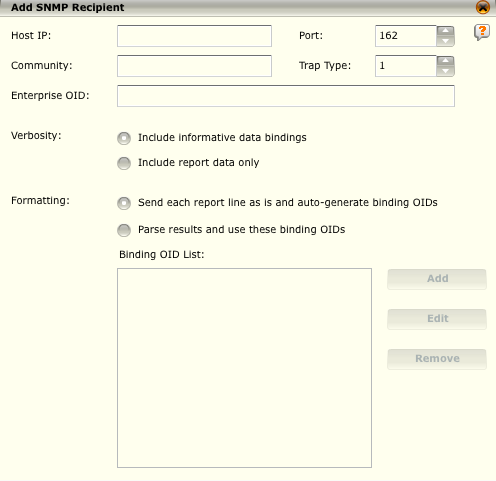 Add SNMP Recipient
Host IP: Port: 162
Community: Trap Type: 1
Enterprise OID:
Verbosity: Include informative data bindings
Include report data only
Formatting: Send each report line as is and auto-generate binding OIDs
Parse results and use these binding OIDs
Binding OID List:
Add
Edit
Remove